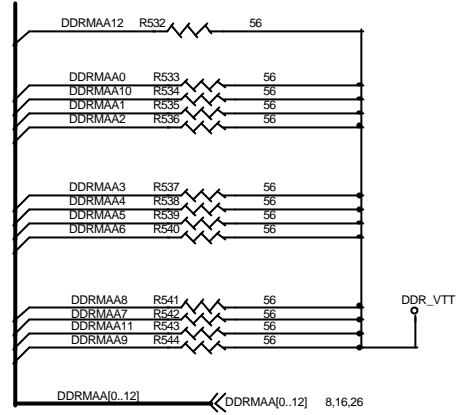 DDRMAA12 R532 56
DDRMAA0 R533 56
DDRMAA10 R534 56
DDRMAA1 R535 56
DDRMAA2 R536 56
DDRMAA3 R537 56
DDRMAA4 R538 56
DDRMAA5 R539 56
DDRMAA6 R540 56
DDRMAA8 R541 56
DDR_VTT
DDRMAA7 R542 56
DDRMAA11 R543 56
DDRMAA9 R544 56
DDRMAA[0..12] DDRMAA[0..12] 8,16,26